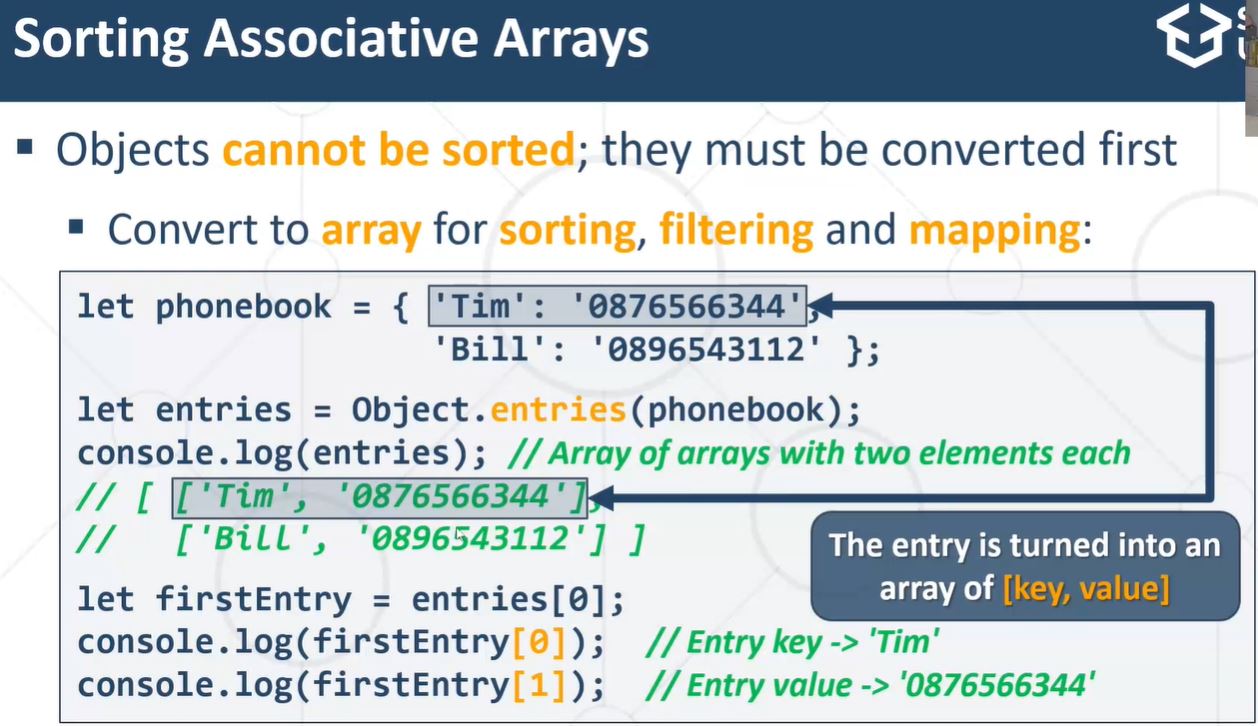 Sorting Associative Arrays
▪ Objects cannot be sorted; they must be converted first
▪ Convert to array for sorting, filtering and mapping:
let phonebook = { 'Tim': '0876566344',
'Bill': '0896543112' };
let entries = Object.entries(phonebook);
console.log(entries); // Array of arrays with two elements each
// [ ['Tim', '0876566344'],
// ['Bill', '0896543112'] ]
The entry is turned into an
array of [key, value]
let firstEntry = entries[0];
console.log(firstEntry[0]); // Entry key -> 'Tim'
console.log(firstEntry[1]); // Entry value -> '0876566344'